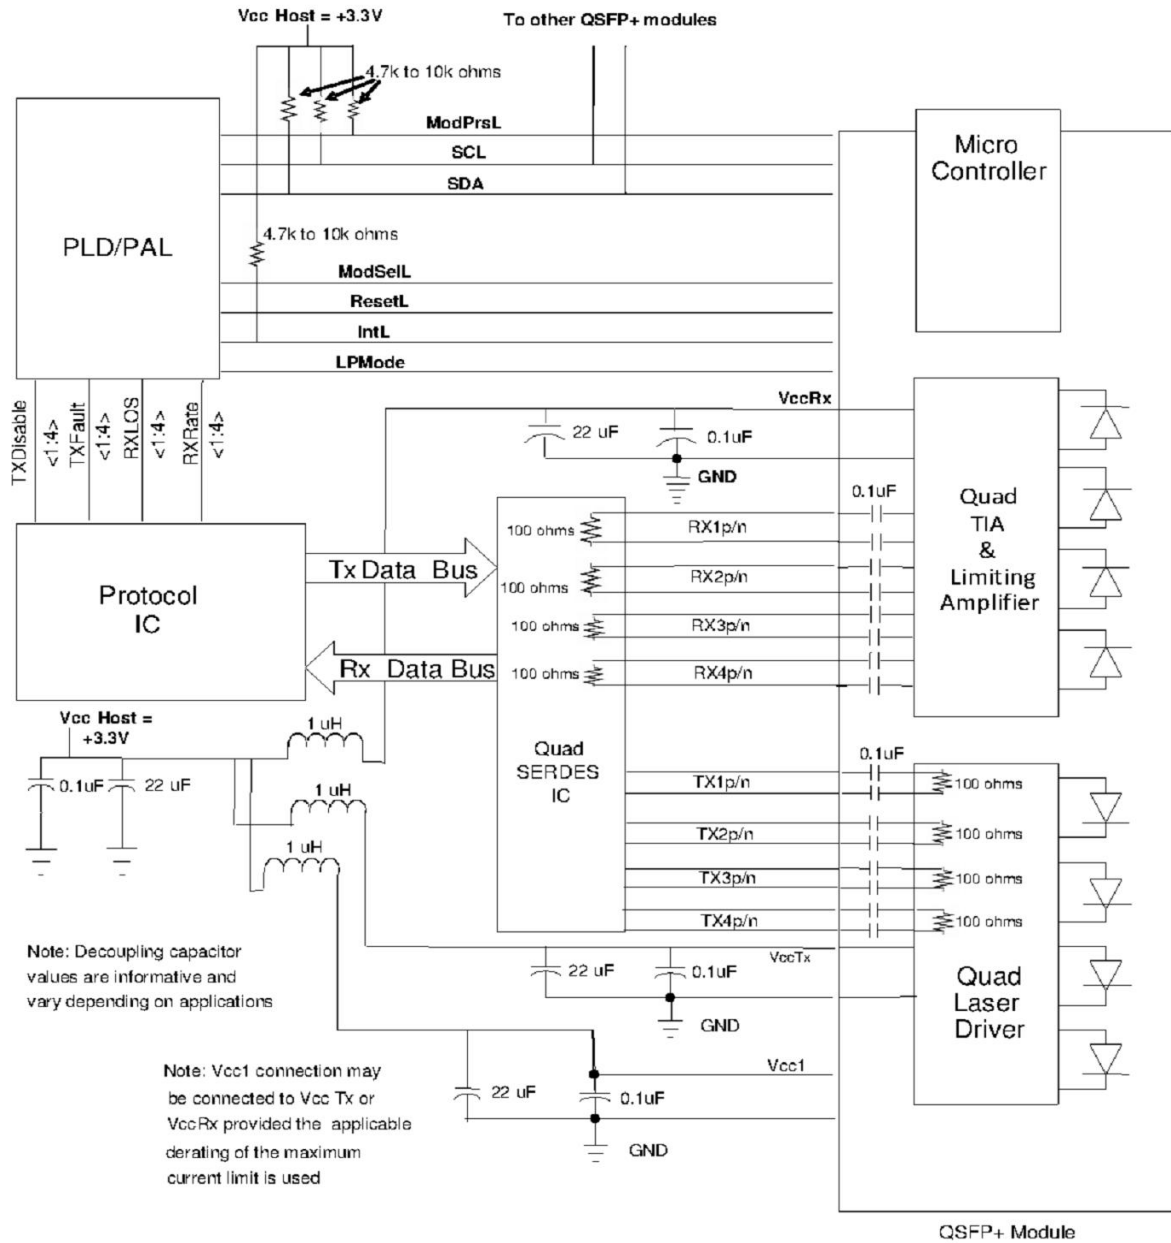 Vcc Host = +3.3V
To other QSFP+ modules
4.7k to 10k ohms
ModPrsL
SCL
SDA
4.7k to 10k ohms
PLD/PAL
ModSelL
ResetL
IntL
LPMode
Micro
Controller
TXDisable
<1:4>
TXFault
<1:4>
RXLOS
<1:4>
RXRate
<1:4>
VccRx
22 uF
0.1uF
GND
0.1uF
Quad
TIA
&
Limiting
Amplifier
100 ohms
RX1p/n
100 ohms
RX2p/n
100 ohms
RX3p/n
100 ohms
RX4p/n
Tx Data Bus
Rx Data Bus
Protocol
IC
Vcc Host =
+3.3V
0.1uF
22 uF
1 uH
1 uH
1 uH
Quad
SERDES
IC
0.1uF
TX1p/n
100 ohms
TX2p/n
100 ohms
TX3p/n
100 ohms
TX4p/n
100 ohms
VccTx
22 uF
0.1uF
GND
Quad
Laser
Driver
Note: Decoupling capacitor
values are informative and
vary depending on applications
Note: Vcc1 connection may
be connected to Vcc Tx or
VccRx provided the applicable
derating of the maximum
current limit is used
Vcc1
22 uF
0.1uF
GND
QSFP+ Module